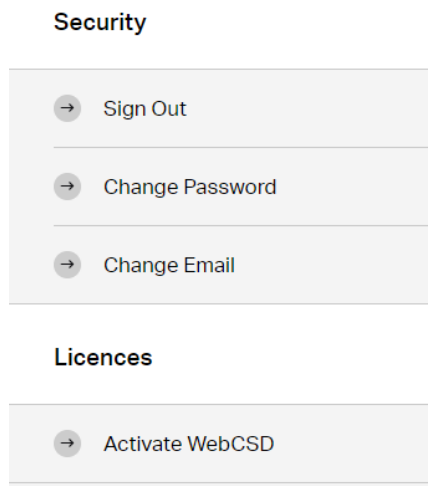 Security
Sign Out
Change Password
Change Email
Licences
Activate WebCSD